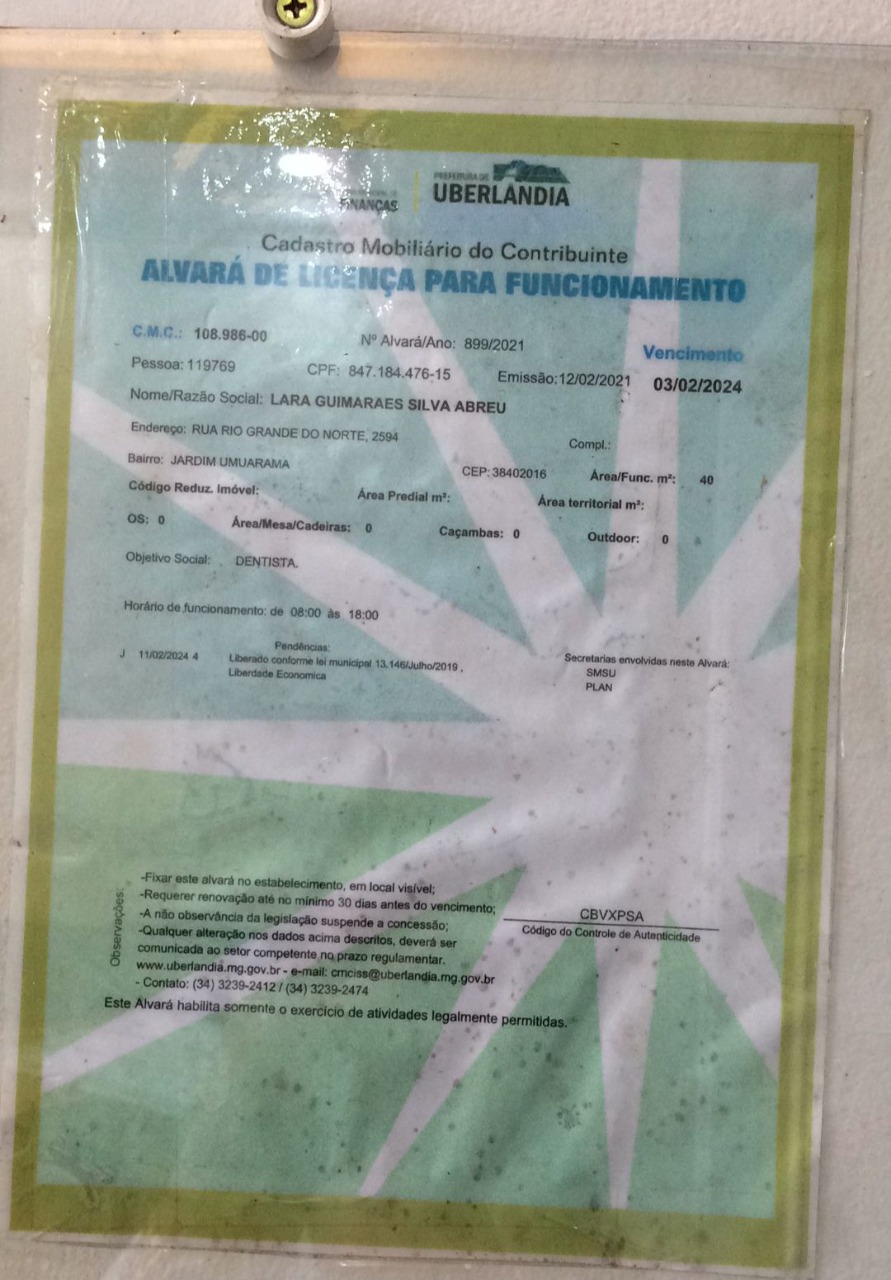 PREFEITURA DE
FINANÇAS
UBERLÂNDIA
Cadastro Mobiliário do Contribuinte
ALVARÁ DE LICENÇA PARA FUNCIONAMENTO
C.M.C.: 108.986-00 Nº Alvará/Ano: 899/2021 Vencimento
Pessoa: 119769 CPF: 847.184.476-15 Emissão:12/02/2021 03/02/2024
Nome/Razão Social: LARA GUIMARAES SILVA ABREU
Endereço: RUA RIO GRANDE DO NORTE, 2594 Compl.:
Bairro: JARDIM UMUARAMA CEP: 38402016 Área/Func. m²: 40
Código Reduz. Imóvel: Área Predial m²: Área territorial m²:
OS: 0 Área/Mesa/Cadeiras: 0 Caçambas: 0 Outdoor: 0
Objetivo Social: DENTISTA.
Horário de funcionamento: de 08:00 às 18:00
Pendências: Secretarias envolvidas neste Alvará:
J 11/02/2024 4 Liberado conforme lei municipal 13.146/Julho/2019 , SMSU
Liberdade Economica PLAN
Observações:
-Fixar este alvará no estabelecimento, em local visível;
-Requerer renovação até no mínimo 30 dias antes do vencimento;
-A não observância da legislação suspende a concessão;
-Qualquer alteração nos dados acima descritos, deverá ser
comunicada ao setor competente no prazo regulamentar.
www.uberlandia.mg.gov.br - e-mail: cmciss@uberlandia.mg.gov.br
- Contato: (34) 3239-2412 / (34) 3239-2474
CBVXPSA
Código do Controle de Autenticidade
Este Alvará habilita somente o exercício de atividades legalmente permitidas.